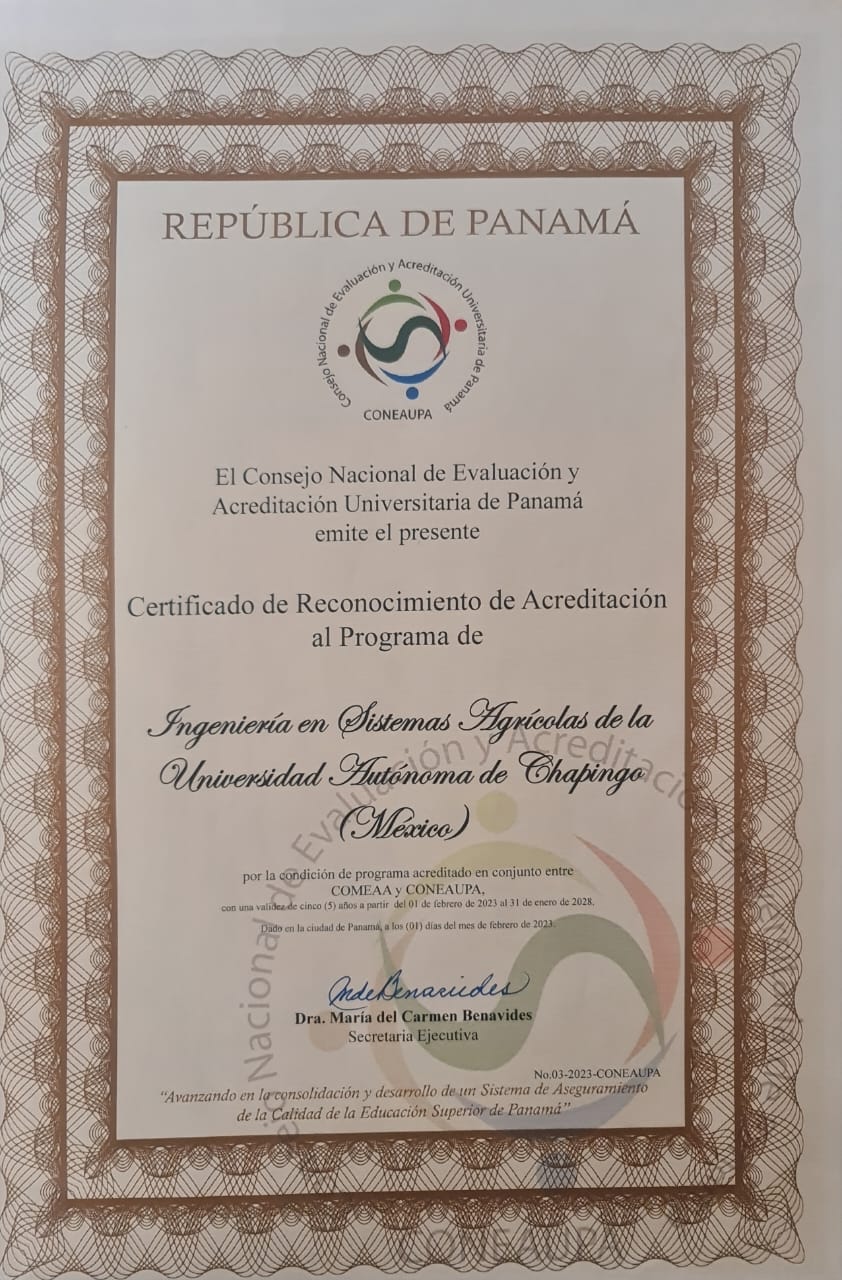 REPÚBLICA DE PANAMÁ
Consejo Nacional de Evaluación y Acreditación Universitaria de Panamá
CONEAUPA
El Consejo Nacional de Evaluación y
Acreditación Universitaria de Panamá
emite el presente
Certificado de Reconocimiento de Acreditación
al Programa de
Ingeniería en Sistemas Agrícolas de la
Universidad Autónoma de Chapingo
(México)
por la condición de programa acreditado en conjunto entre
COMEAA y CONEAUPA,
con una validez de cinco (5) años a partir del 01 de febrero de 2023 al 31 de enero de 2028.
Dado en la ciudad de Panamá, a los (01) días del mes de febrero de 2023.
Dra. María del Carmen Benavides
Secretaria Ejecutiva
No.03-2023-CONEAUPA
“Avanzando en la consolidación y desarrollo de un Sistema de Aseguramiento
de la Calidad de la Educación Superior de Panamá”
Nacional de Evaluación y Acreditació
CONEAUPA